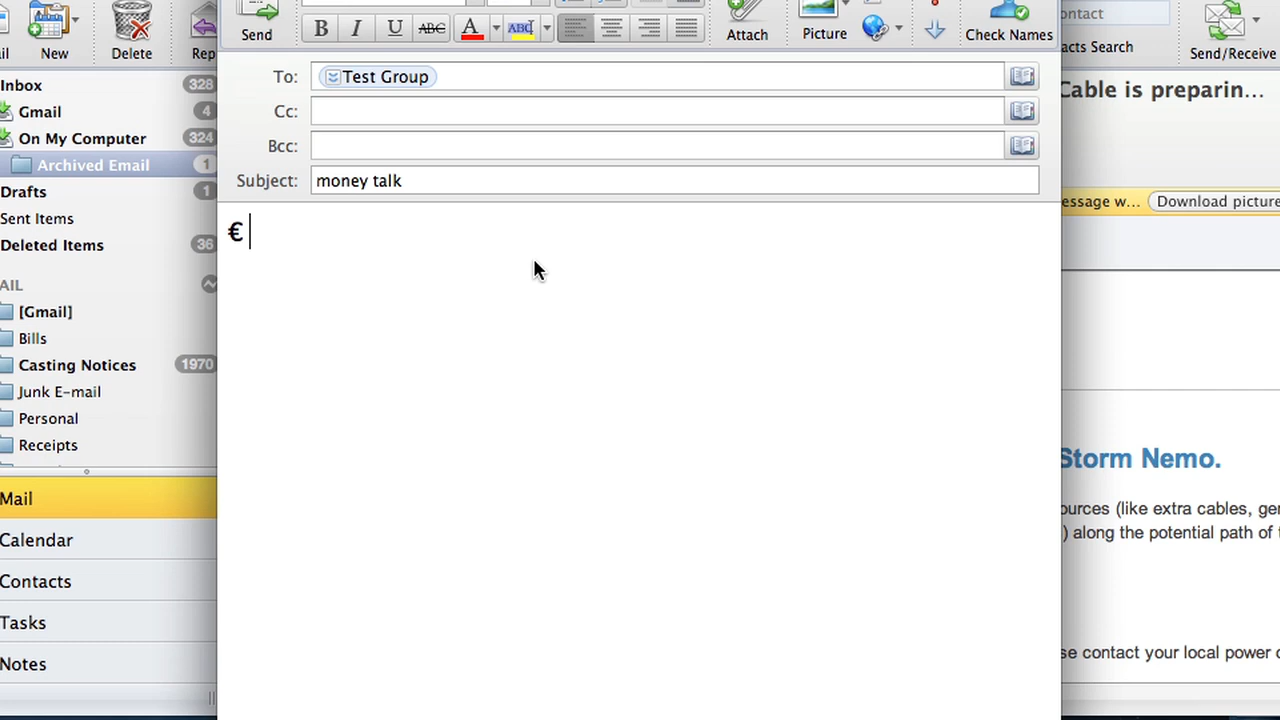 New
Delete
Send
B I U ABC A ABC
Attach
Picture
Check Names
Send/Receive
To: Test Group
Cc:
Bcc:
Subject: money talk
€
Inbox 328
Gmail 4
On My Computer 324
Archived Email 1
Drafts 1
Sent Items
Deleted Items 36
AIL
[Gmail]
Bills
Casting Notices 1970
Junk E-mail
Personal
Receipts
Mail
Calendar
Contacts
Tasks
Notes
ontact
acts Search
Cable is preparin...
essage w... Download picture
Storm Nemo.
ources (like extra cables, ge
) along the potential path of
se contact your local power